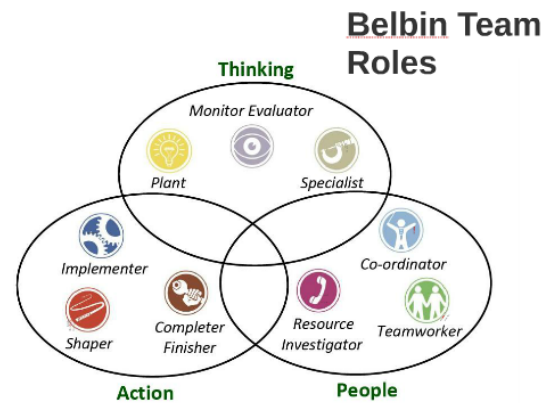 Belbin Team
Roles
Thinking
Monitor Evaluator
Plant
Specialist
Implementer
Co-ordinator
Shaper
Completer
Finisher
Resource
Investigator
Teamworker
Action
People